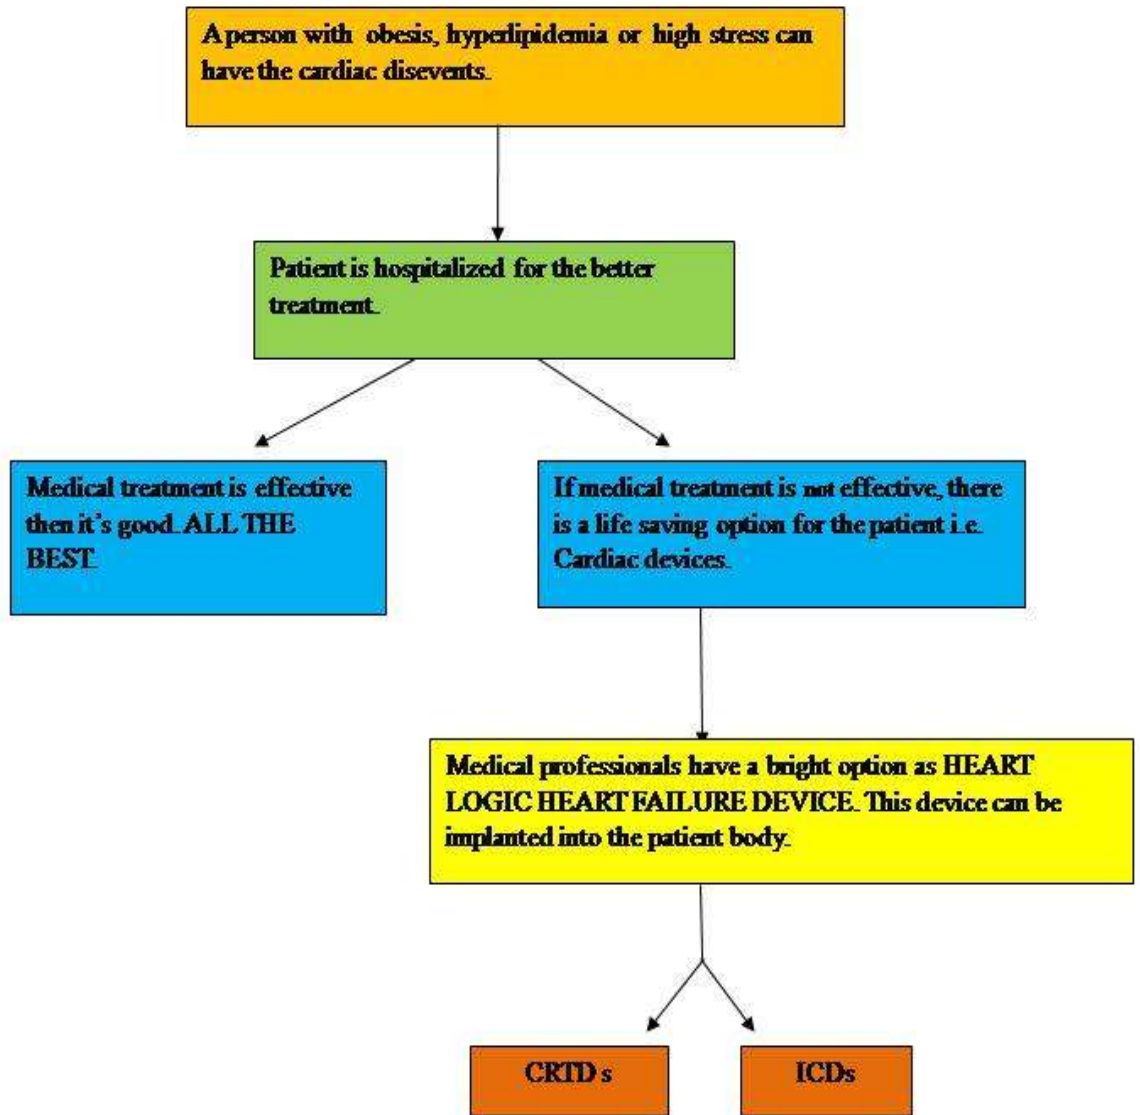 A person with obesis, hyperlipidemia or high stress can
have the cardiac disevents.
Patient is hospitalized for the better
treatment.
Medical treatment is effective
then it's good. ALL THE
BEST.
If medical treatment is not effective, there
is a life saving option for the patient i.e.
Cardiac devices.
Medical professionals have a bright option as HEART
LOGIC HEART FAILURE DEVICE. This device can be
implanted into the patient body.
CRTD s
ICDs